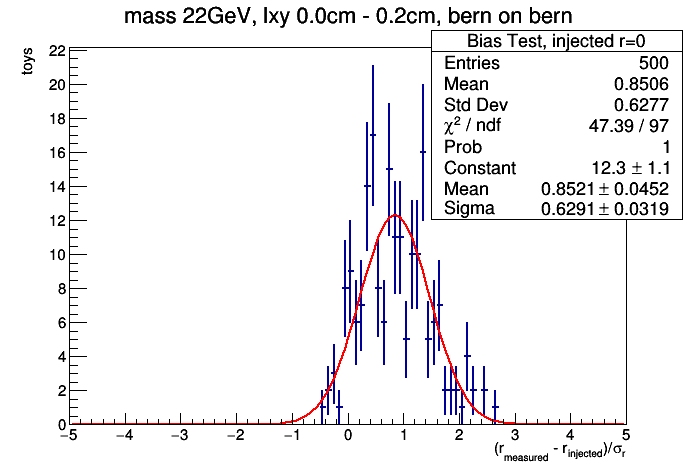 mass 22GeV, lxy 0.0cm - 0.2cm, bern on bern
Bias Test, injected r=0
Entries 500
Mean 0.8506
Std Dev 0.6277
χ² / ndf 47.39 / 97
Prob 1
Constant 12.3 ± 1.1
Mean 0.8521 ± 0.0452
Sigma 0.6291 ± 0.0319
toys
22
20
18
16
14
12
10
8
6
4
2
0
−5 −4 −3 −2 −1 0 1 2 3 4 5
(r_measured - r_injected)/σ_r